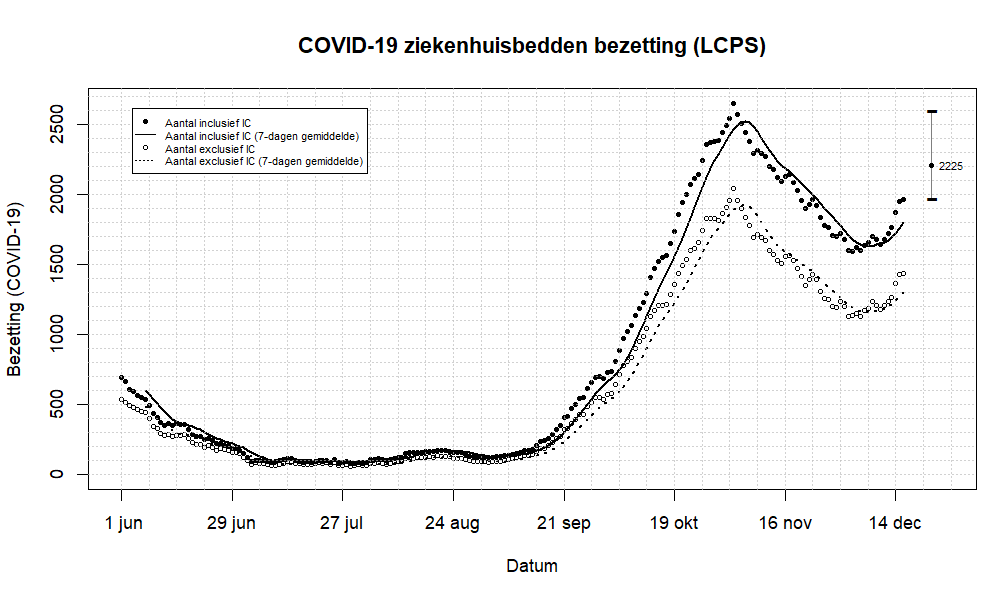 COVID-19 ziekenhuisbedden bezetting (LCPS)
Aantal inclusief IC
Aantal inclusief IC (7-dagen gemiddelde)
Aantal exclusief IC
Aantal exclusief IC (7-dagen gemiddelde)
2225
Bezetting (COVID-19)
2500
2000
1500
1000
500
0
1 jun 29 jun 27 jul 24 aug 21 sep 19 okt 16 nov 14 dec
Datum